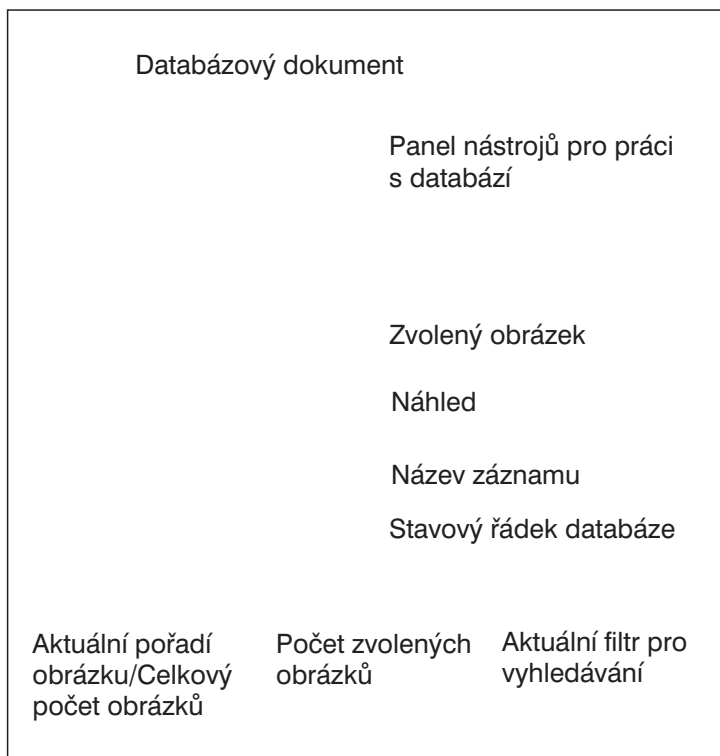 Databázový dokument
Panel nástrojů pro práci
s databází
Zvolený obrázek
Náhled
Název záznamu
Stavový řádek databáze
Aktuální pořadí
obrázku/Celkový
počet obrázků
Počet zvolených
obrázků
Aktuální filtr pro
vyhledávání